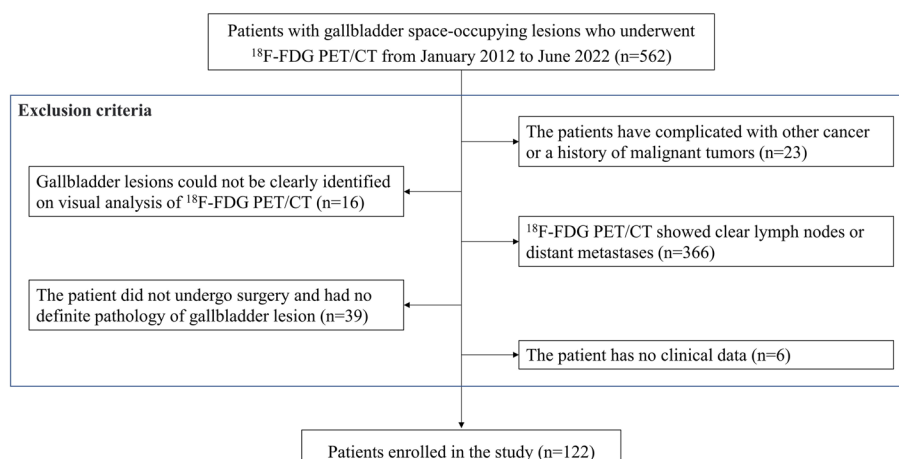 Patients with gallbladder space-occupying lesions who underwent
¹⁸F-FDG PET/CT from January 2012 to June 2022 (n=562)
Exclusion criteria
The patients have complicated with other cancer
or a history of malignant tumors (n=23)
Gallbladder lesions could not be clearly identified
on visual analysis of ¹⁸F-FDG PET/CT (n=16)
¹⁸F-FDG PET/CT showed clear lymph nodes or
distant metastases (n=366)
The patient did not undergo surgery and had no
definite pathology of gallbladder lesion (n=39)
The patient has no clinical data (n=6)
Patients enrolled in the study (n=122)